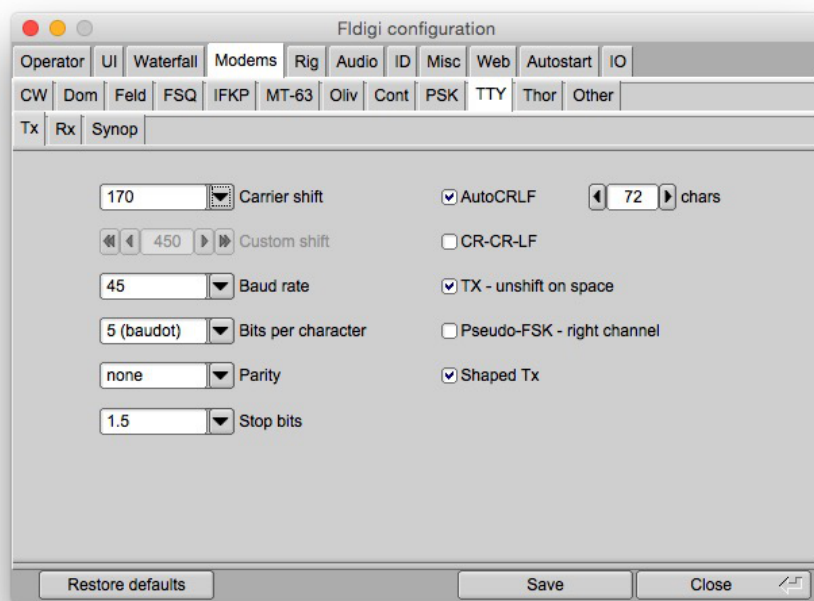 Fldigi configuration
Operator UI Waterfall Modems Rig Audio ID Misc Web Autostart IO
CW Dom Feld FSQ IFKP MT-63 Oliv Cont PSK TTY Thor Other
Tx Rx Synop
170 Carrier shift AutoCRLF 72 chars
450 Custom shift CR-CR-LF
45 Baud rate TX - unshift on space
5 (baudot) Bits per character Pseudo-FSK - right channel
none Parity Shaped Tx
1.5 Stop bits
Restore defaults Save Close